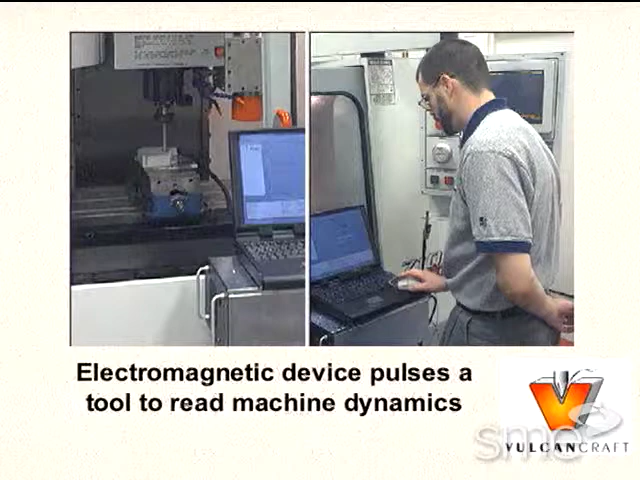 Electromagnetic device pulses a
tool to read machine dynamics
sme
VULCANCRAFT